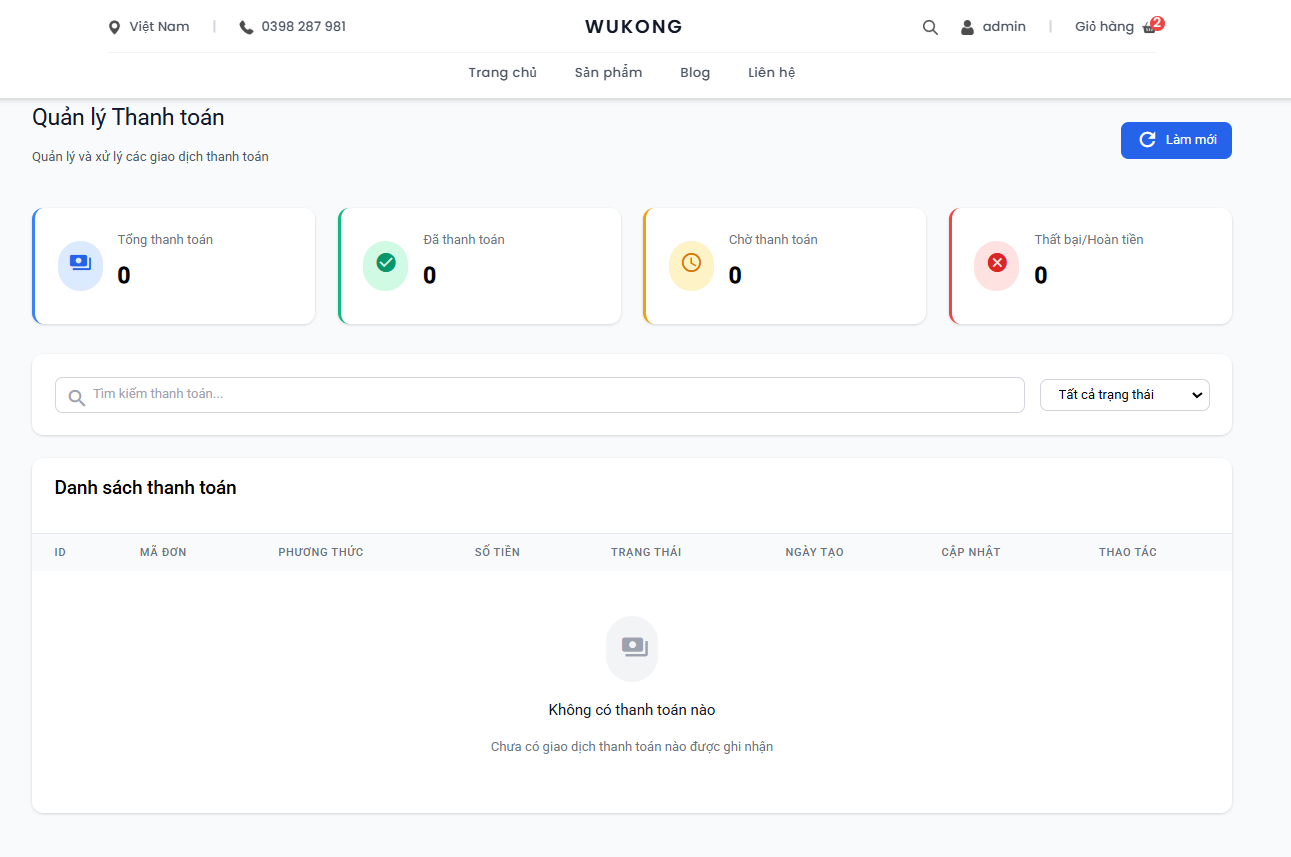 Việt Nam | 0398 287 981 WUKONG admin | Giỏ hàng 2
Trang chủ Sản phẩm Blog Liên hệ
Quản lý Thanh toán
Làm mới
Quản lý và xử lý các giao dịch thanh toán
Tổng thanh toán Đã thanh toán Chờ thanh toán Thất bại/Hoàn tiền
0 0 0 0
Tìm kiếm thanh toán... Tất cả trạng thái
Danh sách thanh toán
ID MÃ ĐƠN PHƯƠNG THỨC SỐ TIỀN TRẠNG THÁI NGÀY TẠO CẬP NHẬT THAO TÁC
Không có thanh toán nào
Chưa có giao dịch thanh toán nào được ghi nhận